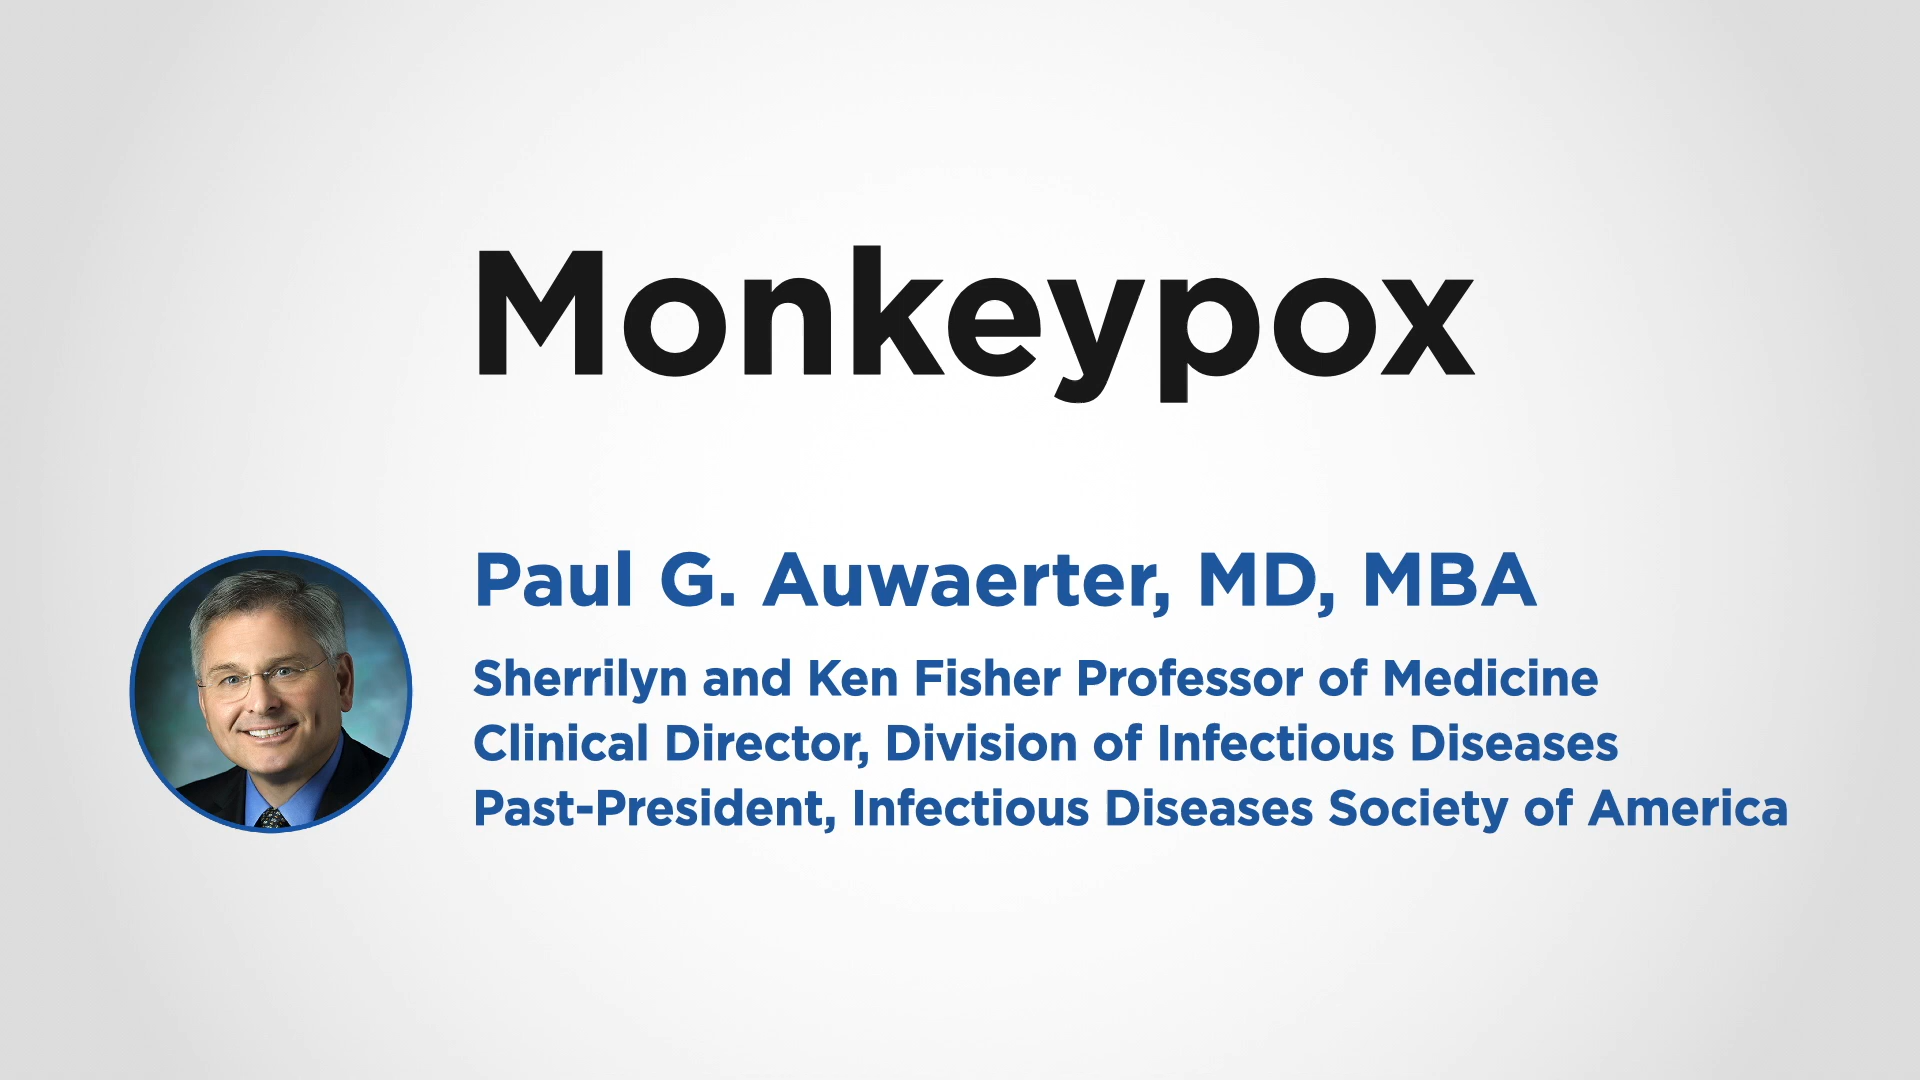 Monkeypox
Paul G. Auwaerter, MD, MBA
Sherrilyn and Ken Fisher Professor of Medicine
Clinical Director, Division of Infectious Diseases
Past-President, Infectious Diseases Society of America